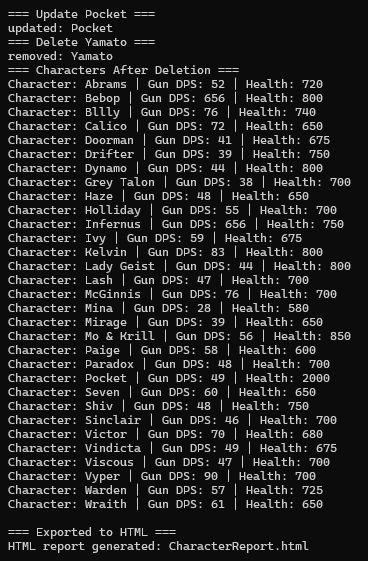 === Update Pocket ===
updated: Pocket
=== Delete Yamato ===
removed: Yamato
=== Characters After Deletion ===
Character: Abrams | Gun DPS: 52 | Health: 720
Character: Bebop | Gun DPS: 656 | Health: 800
Character: Bllly | Gun DPS: 76 | Health: 740
Character: Calico | Gun DPS: 72 | Health: 650
Character: Doorman | Gun DPS: 41 | Health: 675
Character: Drifter | Gun DPS: 39 | Health: 750
Character: Dynamo | Gun DPS: 44 | Health: 800
Character: Grey Talon | Gun DPS: 38 | Health: 700
Character: Haze | Gun DPS: 48 | Health: 650
Character: Holliday | Gun DPS: 55 | Health: 700
Character: Infernus | Gun DPS: 656 | Health: 750
Character: Ivy | Gun DPS: 59 | Health: 675
Character: Kelvin | Gun DPS: 83 | Health: 800
Character: Lady Geist | Gun DPS: 44 | Health: 800
Character: Lash | Gun DPS: 47 | Health: 700
Character: McGinnis | Gun DPS: 76 | Health: 700
Character: Mina | Gun DPS: 28 | Health: 580
Character: Mirage | Gun DPS: 39 | Health: 650
Character: Mo & Krill | Gun DPS: 56 | Health: 850
Character: Paige | Gun DPS: 58 | Health: 600
Character: Paradox | Gun DPS: 48 | Health: 700
Character: Pocket | Gun DPS: 49 | Health: 2000
Character: Seven | Gun DPS: 60 | Health: 650
Character: Shiv | Gun DPS: 48 | Health: 750
Character: Sinclair | Gun DPS: 46 | Health: 700
Character: Victor | Gun DPS: 70 | Health: 680
Character: Vindicta | Gun DPS: 49 | Health: 675
Character: Viscous | Gun DPS: 47 | Health: 700
Character: Vyper | Gun DPS: 90 | Health: 700
Character: Warden | Gun DPS: 57 | Health: 725
Character: Wraith | Gun DPS: 61 | Health: 650
=== Exported to HTML ===
HTML report generated: CharacterReport.html